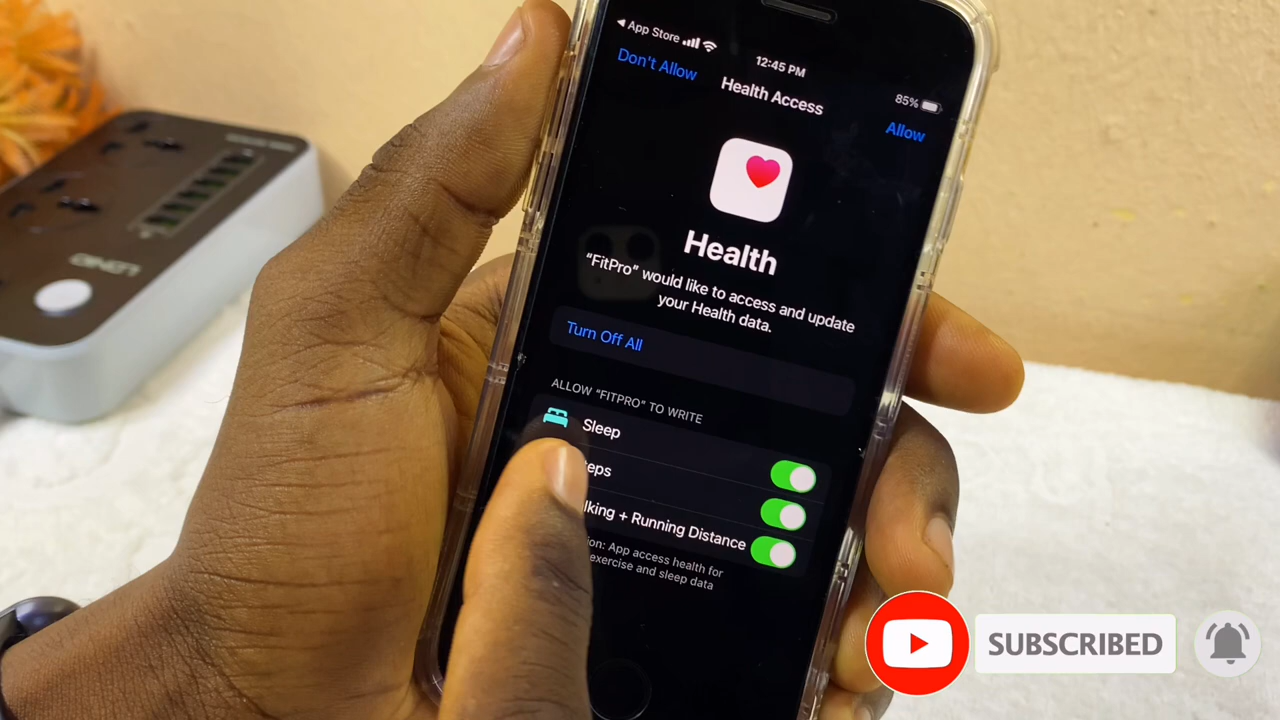 App Store
12:45 PM
85%
Don't Allow
Health Access
Allow
Health
“FitPro” would like to access and update
your Health data.
Turn Off All
ALLOW “FITPRO” TO WRITE
Sleep
eps
lking + Running Distance
ion: App access health for
exercise and sleep data
LDNIO
SUBSCRIBED